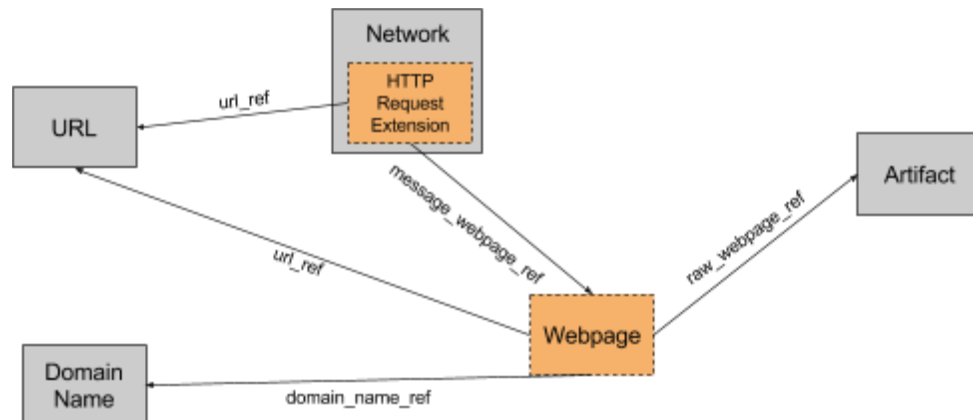 Network
HTTP
Request
Extension
url_ref
URL
message_webpage_ref
Artifact
raw_webpage_ref
url_ref
Webpage
Domain
Name
domain_name_ref